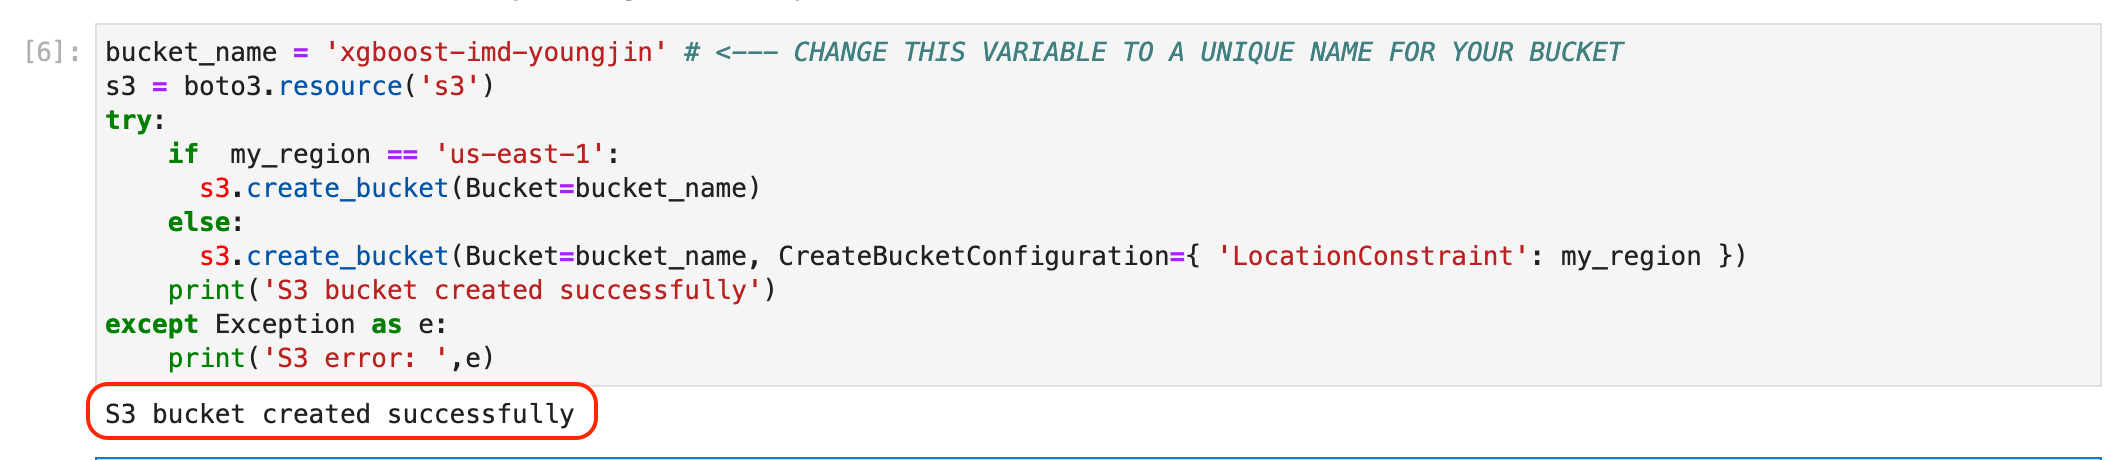 [6]: bucket_name = 'xgboost-imd-youngjin' # <--- CHANGE THIS VARIABLE TO A UNIQUE NAME FOR YOUR BUCKET
s3 = boto3.resource('s3')
try:
    if  my_region == 'us-east-1':
      s3.create_bucket(Bucket=bucket_name)
    else:
      s3.create_bucket(Bucket=bucket_name, CreateBucketConfiguration={ 'LocationConstraint': my_region })
    print('S3 bucket created successfully')
except Exception as e:
    print('S3 error: ',e)
S3 bucket created successfully